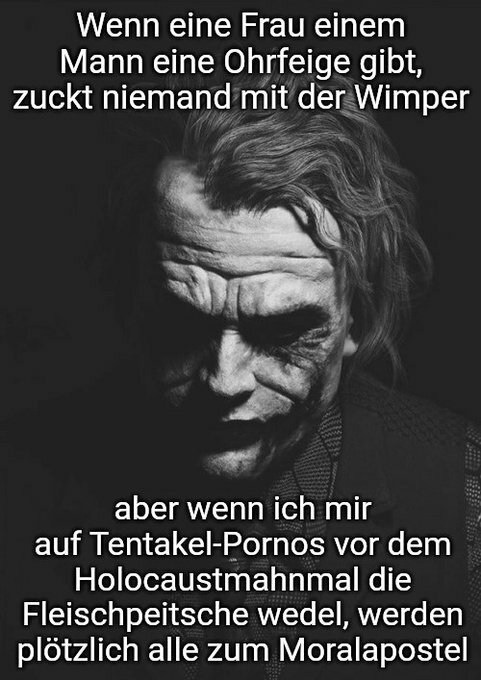 Wenn eine Frau einem
Mann eine Ohrfeige gibt,
zuckt niemand mit der Wimper
aber wenn ich mir
auf Tentakel-Pornos vor dem
Holocaustmahnmal die
Fleischpeitsche wedel, werden
plötzlich alle zum Moralapostel